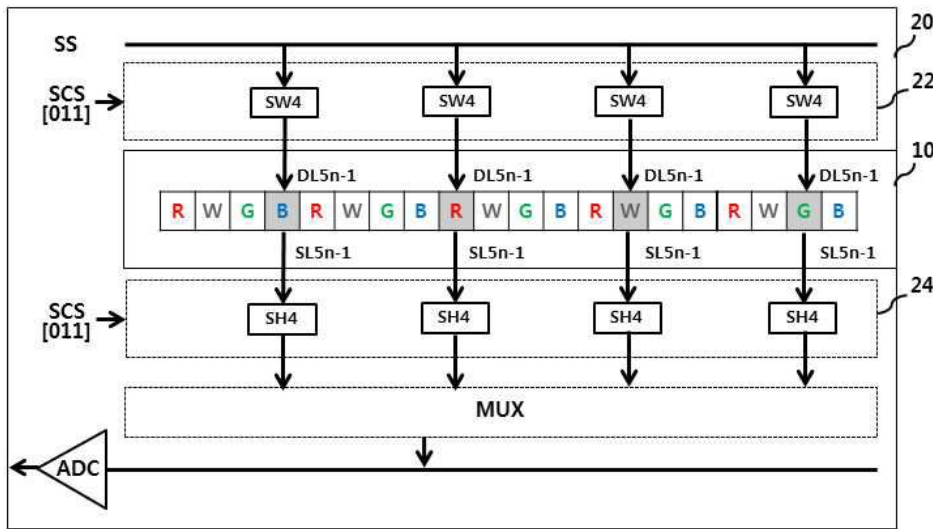 20
SS
22
SCS
[011]
SW4 SW4 SW4 SW4
10
DL5n-1 DL5n-1 DL5n-1 DL5n-1
R W G B R W G B R W G B R W G B R W G B
SL5n-1 SL5n-1 SL5n-1 SL5n-1
24
SCS
[011]
SH4 SH4 SH4 SH4
MUX
ADC